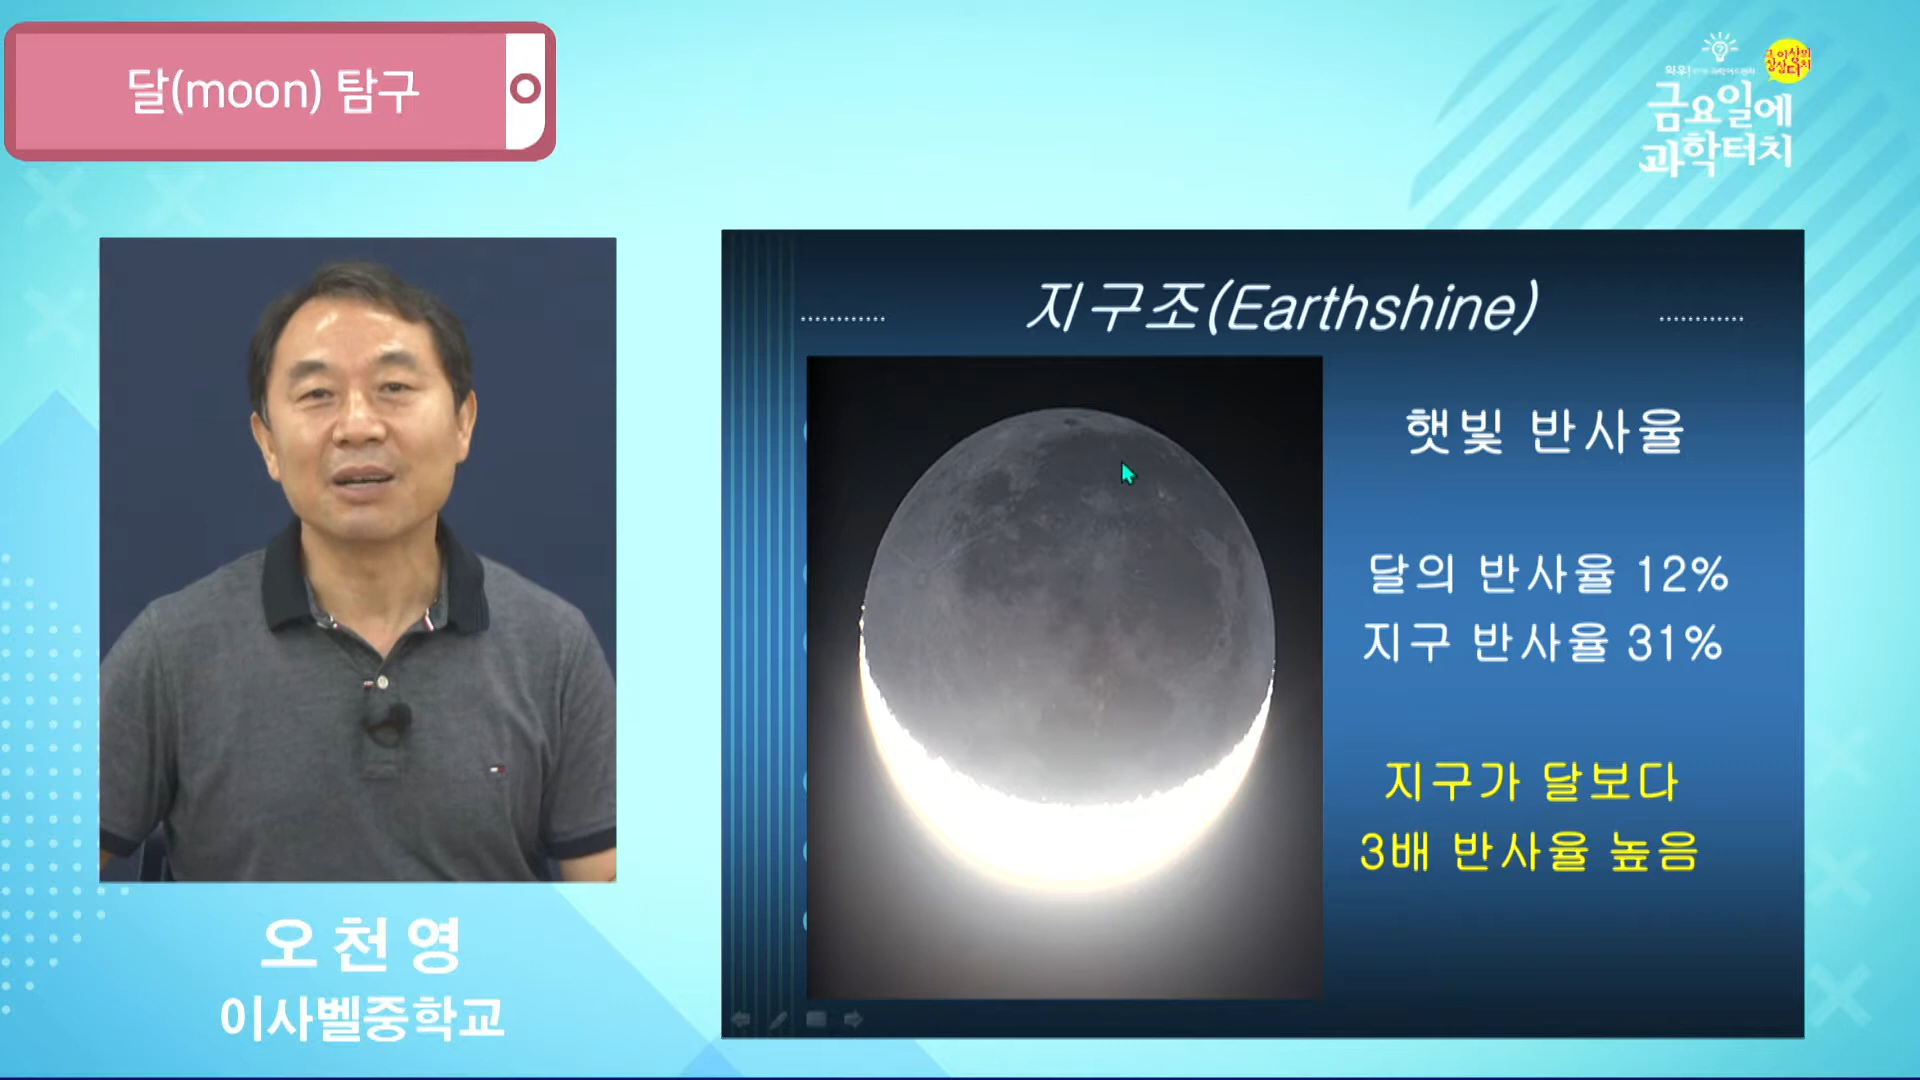 달(moon) 탐구
금요일에
과학터치
지구조(Earthshine)
햇빛 반사율
달의 반사율 12%
지구 반사율 31%
지구가 달보다
3배 반사율 높음
오천영
이사벨중학교